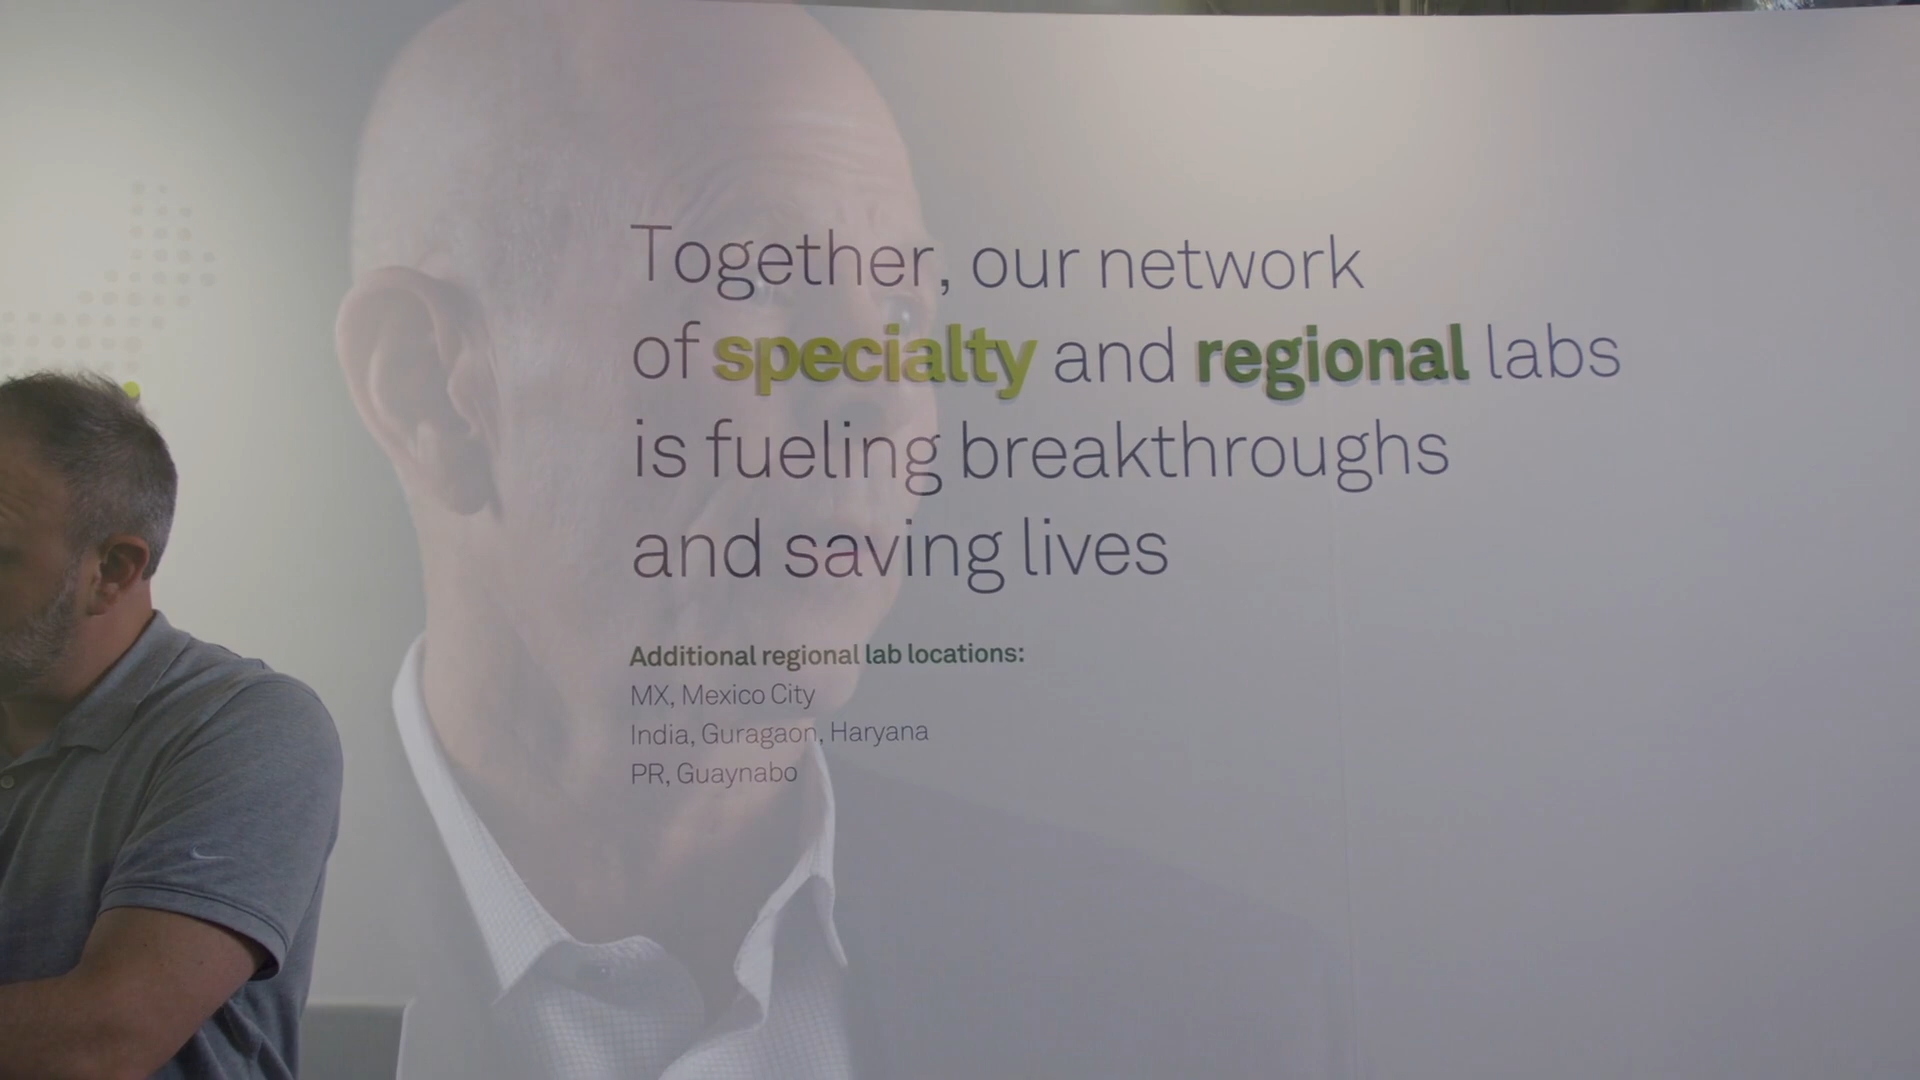 Together, our network
of specialty and regional labs
is fueling breakthroughs
and saving lives
Additional regional lab locations:
MX, Mexico City
India, Guragaon, Haryana
PR, Guaynabo